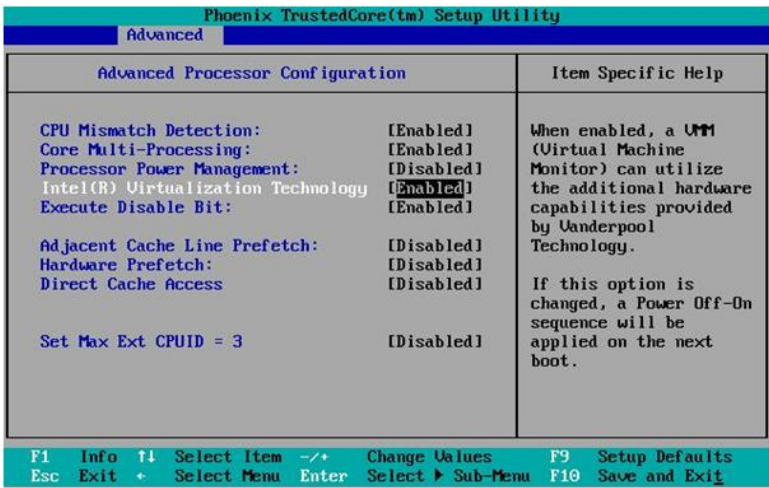 Phoenix TrustedCore(tm) Setup Utility
Advanced
Advanced Processor Configuration
Item Specific Help
CPU Mismatch Detection: [Enabled]
Core Multi-Processing: [Enabled]
Processor Power Management: [Disabled]
Intel(R) Virtualization Technology [Enabled]
Execute Disable Bit: [Enabled]
Adjacent Cache Line Prefetch: [Disabled]
Hardware Prefetch: [Disabled]
Direct Cache Access [Disabled]
Set Max Ext CPUID = 3 [Disabled]
When enabled, a VMM
(Virtual Machine
Monitor) can utilize
the additional hardware
capabilities provided
by Vanderpool
Technology.
If this option is
changed, a Power Off-On
sequence will be
applied on the next
boot.
F1 Info ↑↓ Select Item -/+ Change Values F9 Setup Defaults
Esc Exit ← Select Menu Enter Select ▶ Sub-Menu F10 Save and Exit